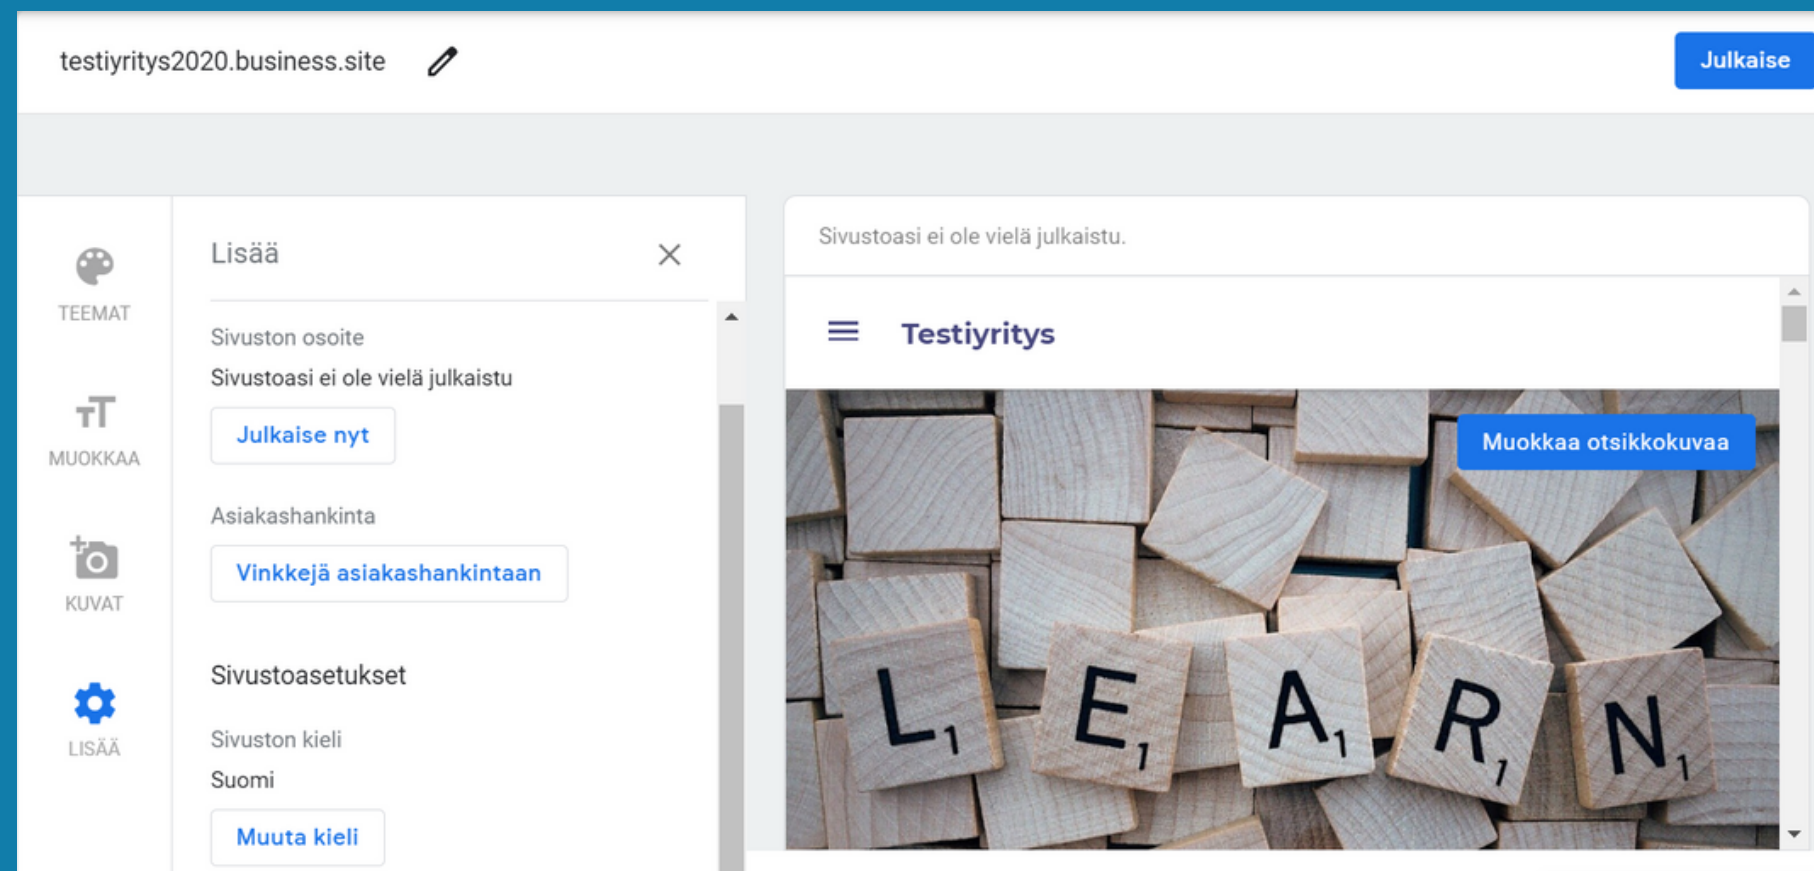 testiyritys2020.business.site
Julkaise
TEEMAT
MUOKKAA
KUVAT
LISÄÄ
Lisää
Sivuston osoite
Sivustoasi ei ole vielä julkaistu
Julkaise nyt
Asiakashankinta
Vinkkejä asiakashankintaan
Sivustoasetukset
Sivuston kieli
Suomi
Muuta kieli
Sivustoasi ei ole vielä julkaistu.
Testiyritys
Muokkaa otsikkokuvaa
L1 E1 A1 R1 N1